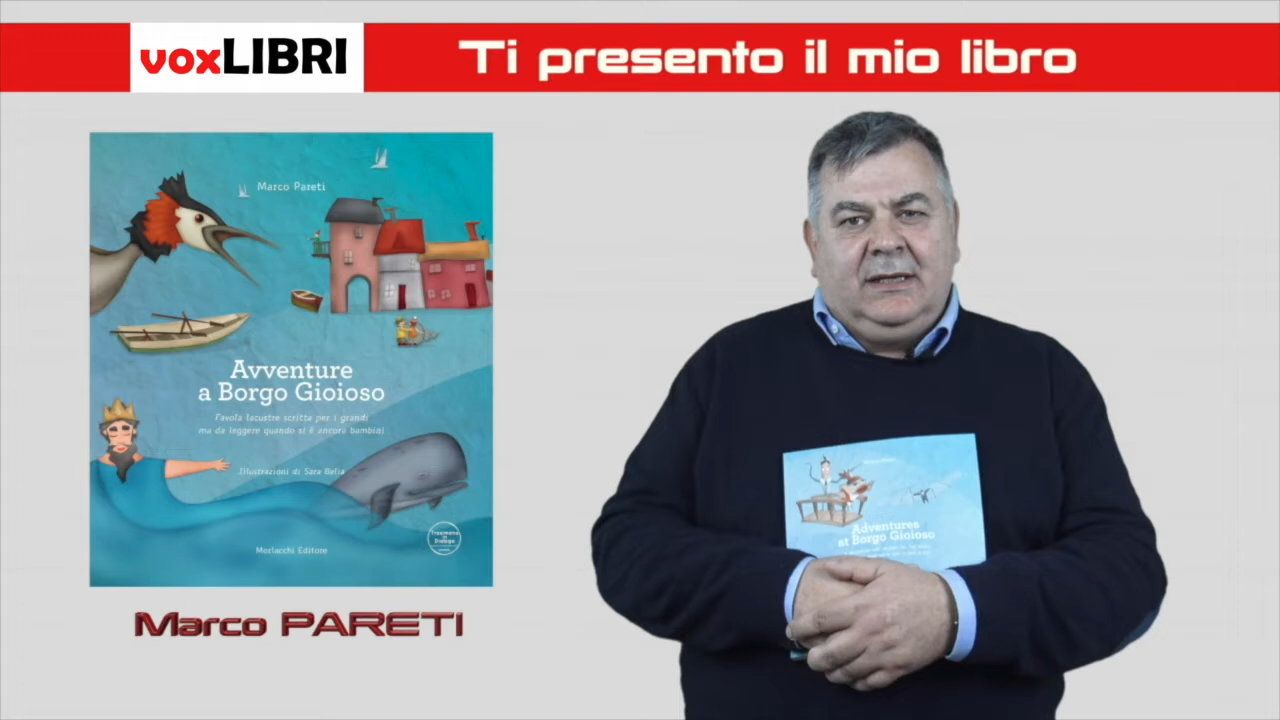 voxLIBRI
Ti presento il mio libro
Marco Pareti
Avventure
a Borgo Gioioso
Favola lacustre scritta per i grandi
ma da leggere quando si è ancora bambini
Illustrazioni di Sara Belia
Morlacchi Editore
Marco PARETI
Adventures
at Borgo Gioioso